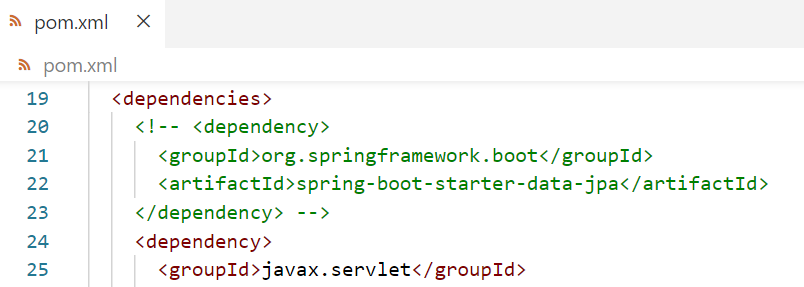 pom.xml
pom.xml
19 <dependencies>
20 <!-- <dependency>
21 <groupId>org.springframework.boot</groupId>
22 <artifactId>spring-boot-starter-data-jpa</artifactId>
23 </dependency> -->
24 <dependency>
25 <groupId>javax.servlet</groupId>